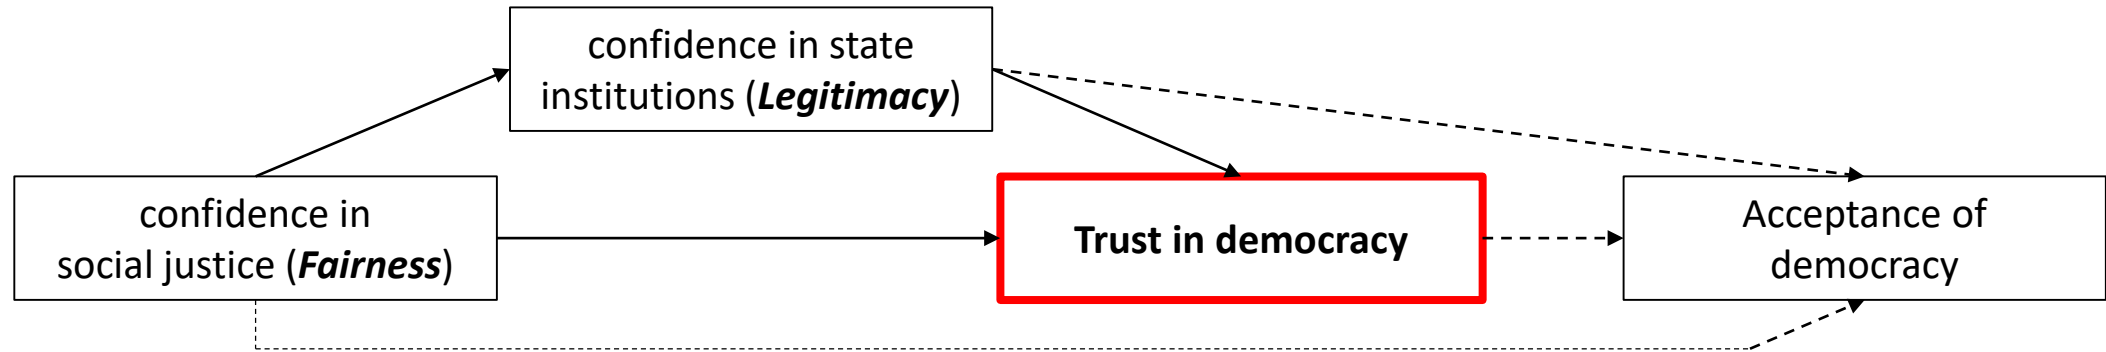 confidence in state
institutions (Legitimacy)
confidence in
social justice (Fairness)
Trust in democracy
Acceptance of
democracy